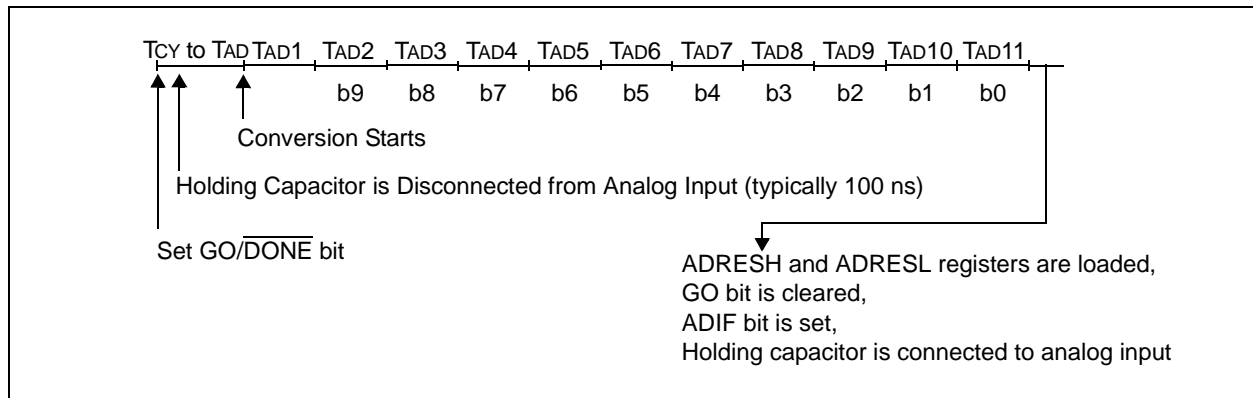 TCY to TAD TAD1 TAD2 TAD3 TAD4 TAD5 TAD6 TAD7 TAD8 TAD9 TAD10 TAD11
b9 b8 b7 b6 b5 b4 b3 b2 b1 b0
Conversion Starts
Holding Capacitor is Disconnected from Analog Input (typically 100 ns)
Set GO/DONE bit
ADRESH and ADRESL registers are loaded,
GO bit is cleared,
ADIF bit is set,
Holding capacitor is connected to analog input